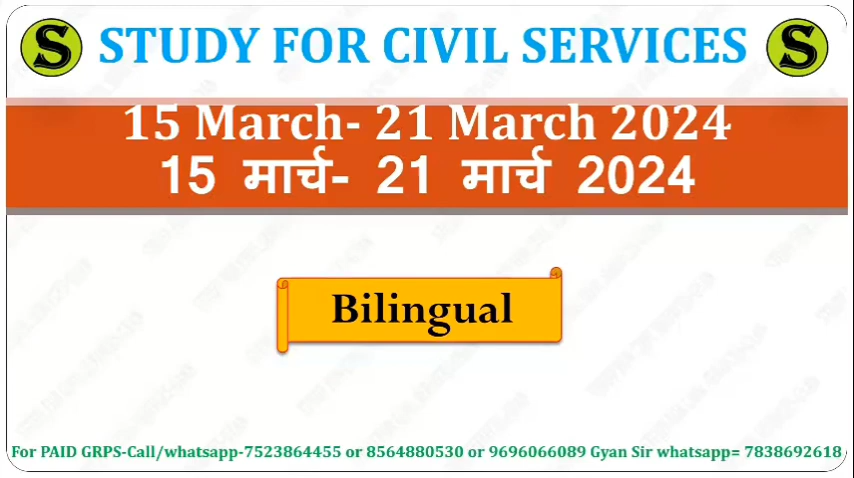 S STUDY FOR CIVIL SERVICES S
15 March- 21 March 2024
15 मार्च- 21 मार्च 2024
Bilingual
For PAID GRPS-Call/whatsapp-7523864455 or 8564880530 or 9696066089 Gyan Sir whatsapp= 7838692618